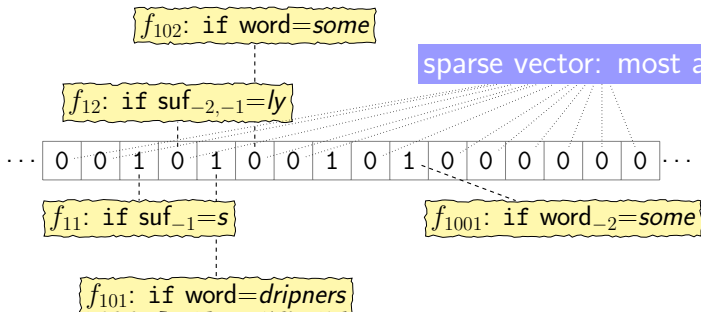 f102: if word=some
sparse vector: most
f12: if suf−2,−1=ly
··· 0 0 1 0 1 0 0 1 0 1 0 0 0 0 0 0 ···
f11: if suf−1=s
f1001: if word−2=some
f101: if word=dripners